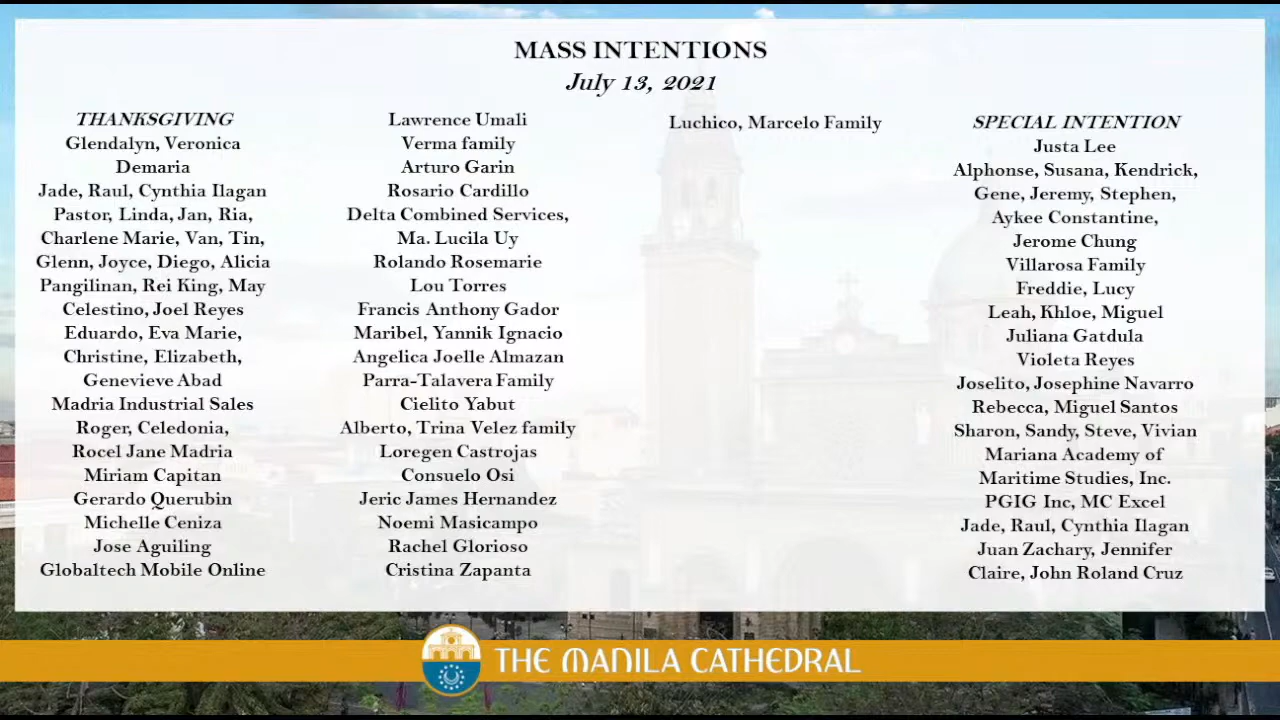 MASS INTENTIONS
July 13, 2021
THANKSGIVING
Glendalyn, Veronica
Demaria
Jade, Raul, Cynthia Ilagan
Pastor, Linda, Jan, Ria,
Charlene Marie, Van, Tin,
Glenn, Joyce, Diego, Alicia
Pangilinan, Rei King, May
Celestino, Joel Reyes
Eduardo, Eva Marie,
Christine, Elizabeth,
Genevieve Abad
Madria Industrial Sales
Roger, Celedonia,
Rocel Jane Madria
Miriam Capitan
Gerardo Querubin
Michelle Ceniza
Jose Aguiling
Globaltech Mobile Online
Lawrence Umali
Verma family
Arturo Garin
Rosario Cardillo
Delta Combined Services,
Ma. Lucila Uy
Rolando Rosemarie
Lou Torres
Francis Anthony Gador
Maribel, Yannik Ignacio
Angelica Joelle Almazan
Parra-Talavera Family
Cielito Yabut
Alberto, Trina Velez family
Loregen Castrojas
Consuelo Osi
Jeric James Hernandez
Noemi Masicampo
Rachel Glorioso
Cristina Zapanta
Luchico, Marcelo Family
SPECIAL INTENTION
Justa Lee
Alphonse, Susana, Kendrick,
Gene, Jeremy, Stephen,
Aykee Constantine,
Jerome Chung
Villarosa Family
Freddie, Lucy
Leah, Khloe, Miguel
Juliana Gatdula
Violeta Reyes
Joselito, Josephine Navarro
Rebecca, Miguel Santos
Sharon, Sandy, Steve, Vivian
Mariana Academy of
Maritime Studies, Inc.
PGIG Inc, MC Excel
Jade, Raul, Cynthia Ilagan
Juan Zachary, Jennifer
Claire, John Roland Cruz
THE MANILA CATHEDRAL